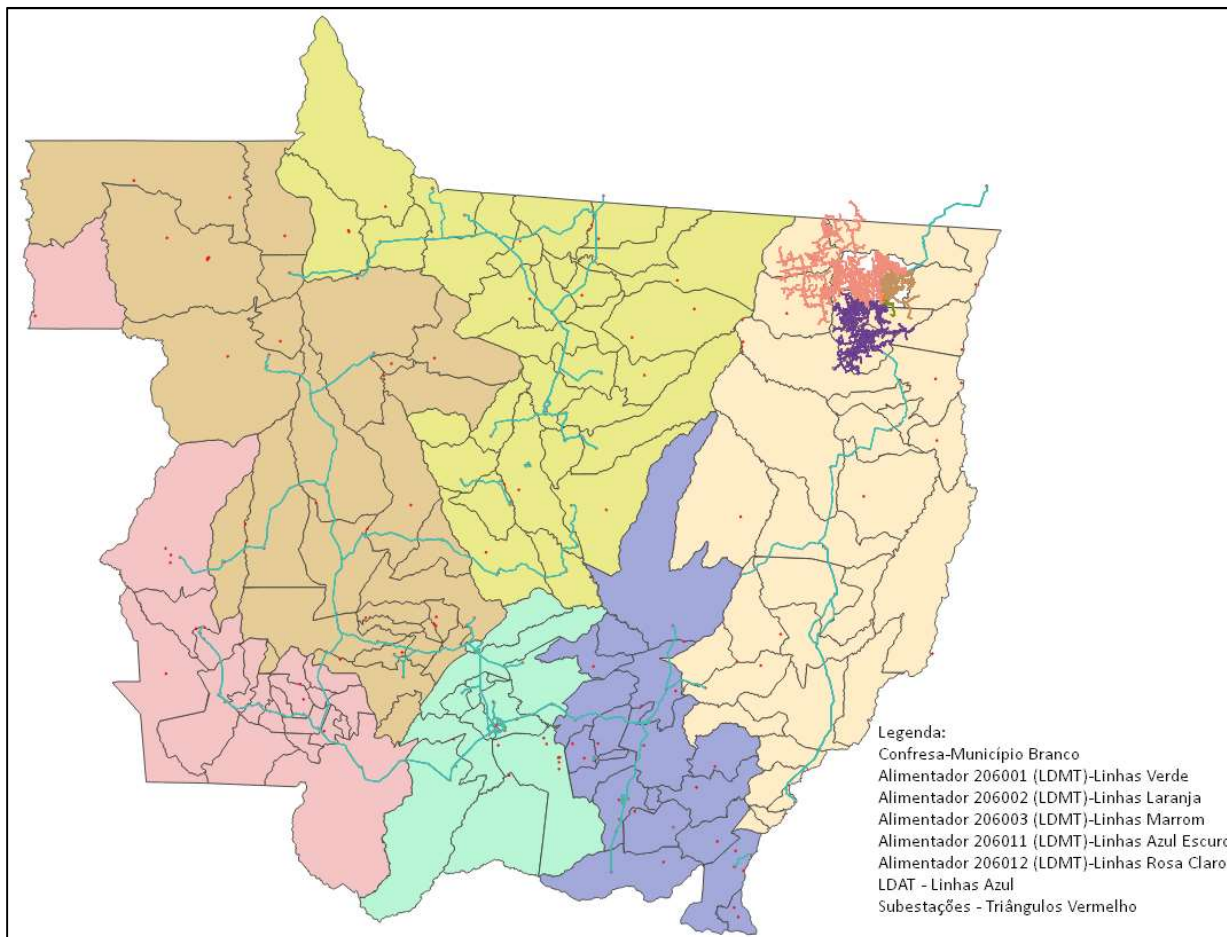 Legenda:
Confresa-Município Branco
Alimentador 206001 (LDMT)-Linhas Verde
Alimentador 206002 (LDMT)-Linhas Laranja
Alimentador 206003 (LDMT)-Linhas Marrom
Alimentador 206011 (LDMT)-Linhas Azul Escuro
Alimentador 206012 (LDMT)-Linhas Rosa Claro
LDAT - Linhas Azul
Subestações - Triângulos Vermelho